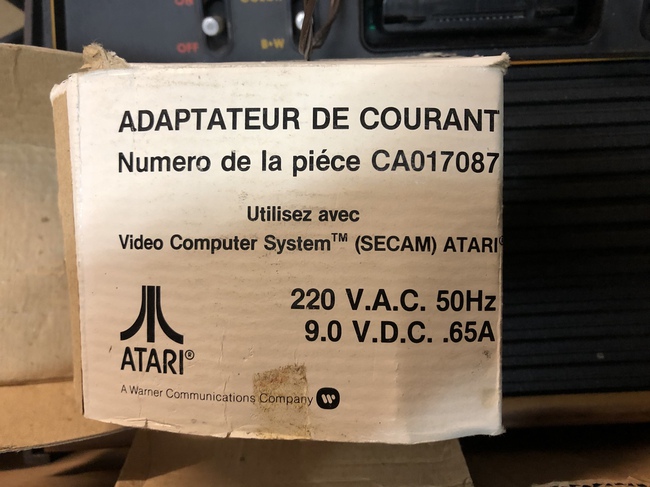 ON
OFF
B•W
ADAPTATEUR DE COURANT
Numero de la piéce CA017087
Utilisez avec
Video Computer System™ (SECAM) ATARI®
220 V.A.C. 50Hz
9.0 V.D.C. .65A
ATARI®
A Warner Communications Company